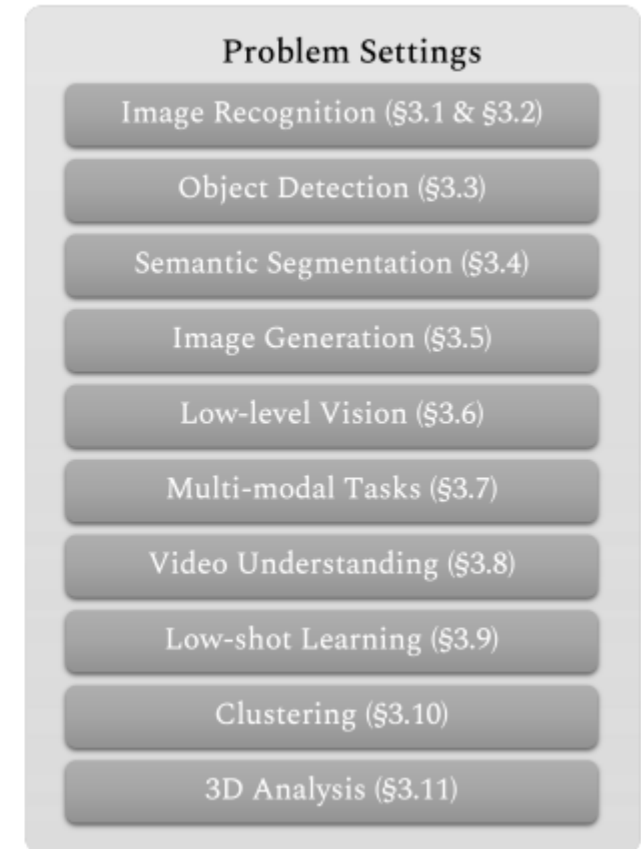 Problem Settings
Image Recognition (§3.1 & §3.2)
Object Detection (§3.3)
Semantic Segmentation (§3.4)
Image Generation (§3.5)
Low-level Vision (§3.6)
Multi-modal Tasks (§3.7)
Video Understanding (§3.8)
Low-shot Learning (§3.9)
Clustering (§3.10)
3D Analysis (§3.11)